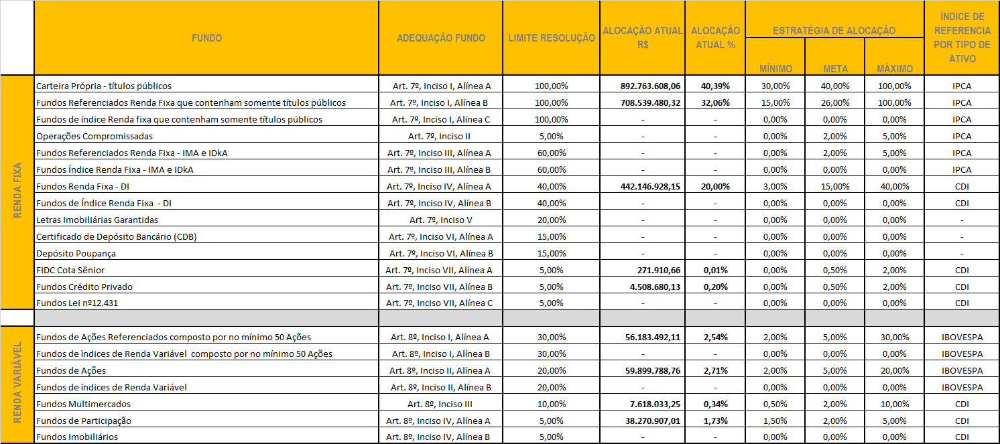 FUNDO ADEQUAÇÃO FUNDO LIMITE RESOLUÇÃO ALOCAÇÃO ATUAL R$ ALOCAÇÃO ATUAL % ESTRATÉGIA DE ALOCAÇÃO ÍNDICE DE REFERENCIA POR TIPO DE ATIVO
MÍNIMO META MÁXIMO
RENDA FIXA
Carteira Própria - títulos públicos Art. 7º, Inciso I, Alínea A 100,00% 892.763.608,06 40,39% 30,00% 40,00% 100,00% IPCA
Fundos Referenciados Renda Fixa que contenham somente títulos públicos Art. 7º, Inciso I, Alínea B 100,00% 708.539.480,32 32,06% 15,00% 26,00% 100,00% IPCA
Fundos de índice Renda fixa que contenham somente títulos públicos Art. 7º, Inciso I, Alínea C 100,00% - - 0,00% 0,00% 0,00% IPCA
Operações Compromissadas Art. 7º, Inciso II 5,00% - - 0,00% 2,00% 5,00% IPCA
Fundos Referenciados Renda Fixa - IMA e IDkA Art. 7º, Inciso III, Alínea A 60,00% - - 0,00% 2,00% 5,00% IPCA
Fundos Índice Renda Fixa - IMA e IDkA Art. 7º, Inciso III, Alínea B 60,00% - - 0,00% 0,00% 0,00% IPCA
Fundos Renda Fixa - DI Art. 7º, Inciso IV, Alínea A 40,00% 442.146.928,15 20,00% 3,00% 15,00% 40,00% CDI
Fundos de Índice Renda Fixa - DI Art. 7º, Inciso IV, Alínea B 40,00% - - 0,00% 0,00% 0,00% CDI
Letras Imobiliárias Garantidas Art. 7º, Inciso V 20,00% - - 0,00% 0,00% 0,00% -
Certificado de Depósito Bancário (CDB) Art. 7º, Inciso VI, Alínea A 15,00% - - 0,00% 0,00% 0,00% -
Depósito Poupança Art. 7º, Inciso VI, Alínea B 15,00% - - 0,00% 0,00% 0,00% -
FIDC Cota Sênior Art. 7º, Inciso VII, Alínea A 5,00% 271.910,66 0,01% 0,00% 0,50% 2,00% CDI
Fundos Crédito Privado Art. 7º, Inciso VII, Alínea B 5,00% 4.508.680,13 0,20% 0,00% 0,50% 2,00% CDI
Fundos Lei nº12.431 Art. 7º, Inciso VII, Alínea C 5,00% - - 0,00% 0,00% 0,00% CDI
RENDA VARIÁVEL
Fundos de Ações Referenciados composto por no mínimo 50 Ações Art. 8º, Inciso I, Alínea A 30,00% 56.183.492,11 2,54% 2,00% 5,00% 30,00% IBOVESPA
Fundos de ìndices de Renda Variável composto por no mínimo 50 Ações Art. 8º, Inciso I, Alínea B 30,00% - - 0,00% 0,00% 0,00% IBOVESPA
Fundos de Ações Art. 8º, Inciso II, Alínea A 20,00% 59.899.788,76 2,71% 2,00% 5,00% 20,00% IBOVESPA
Fundos de ìndices de Renda Variável Art. 8º, Inciso II, Alínea B 20,00% - - 0,00% 0,00% 0,00% IBOVESPA
Fundos Multimercados Art. 8º, Inciso III 10,00% 7.618.033,25 0,34% 0,50% 2,00% 10,00% CDI
Fundos de Participação Art. 8º, Inciso IV, Alínea A 5,00% 38.270.907,01 1,73% 1,50% 2,00% 5,00% CDI
Fundos Imobiliários Art. 8º, Inciso IV, Alínea B 5,00% - - 0,00% 0,00% 0,00% CDI